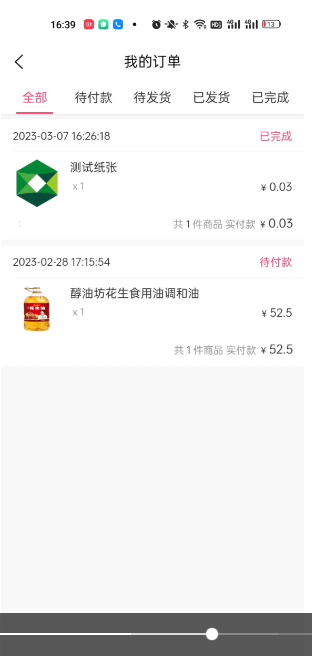 16:39 HD 4G 4G 13
我的订单
全部 待付款 待发货 已发货 已完成
2023-03-07 16:26:18 已完成
测试纸张
x 1
¥ 0.03
共 1 件商品 实付款 ¥ 0.03
2023-02-28 17:15:54 待付款
醇油坊花生食用油调和油
x 1
¥ 52.5
共 1 件商品 实付款 ¥ 52.5